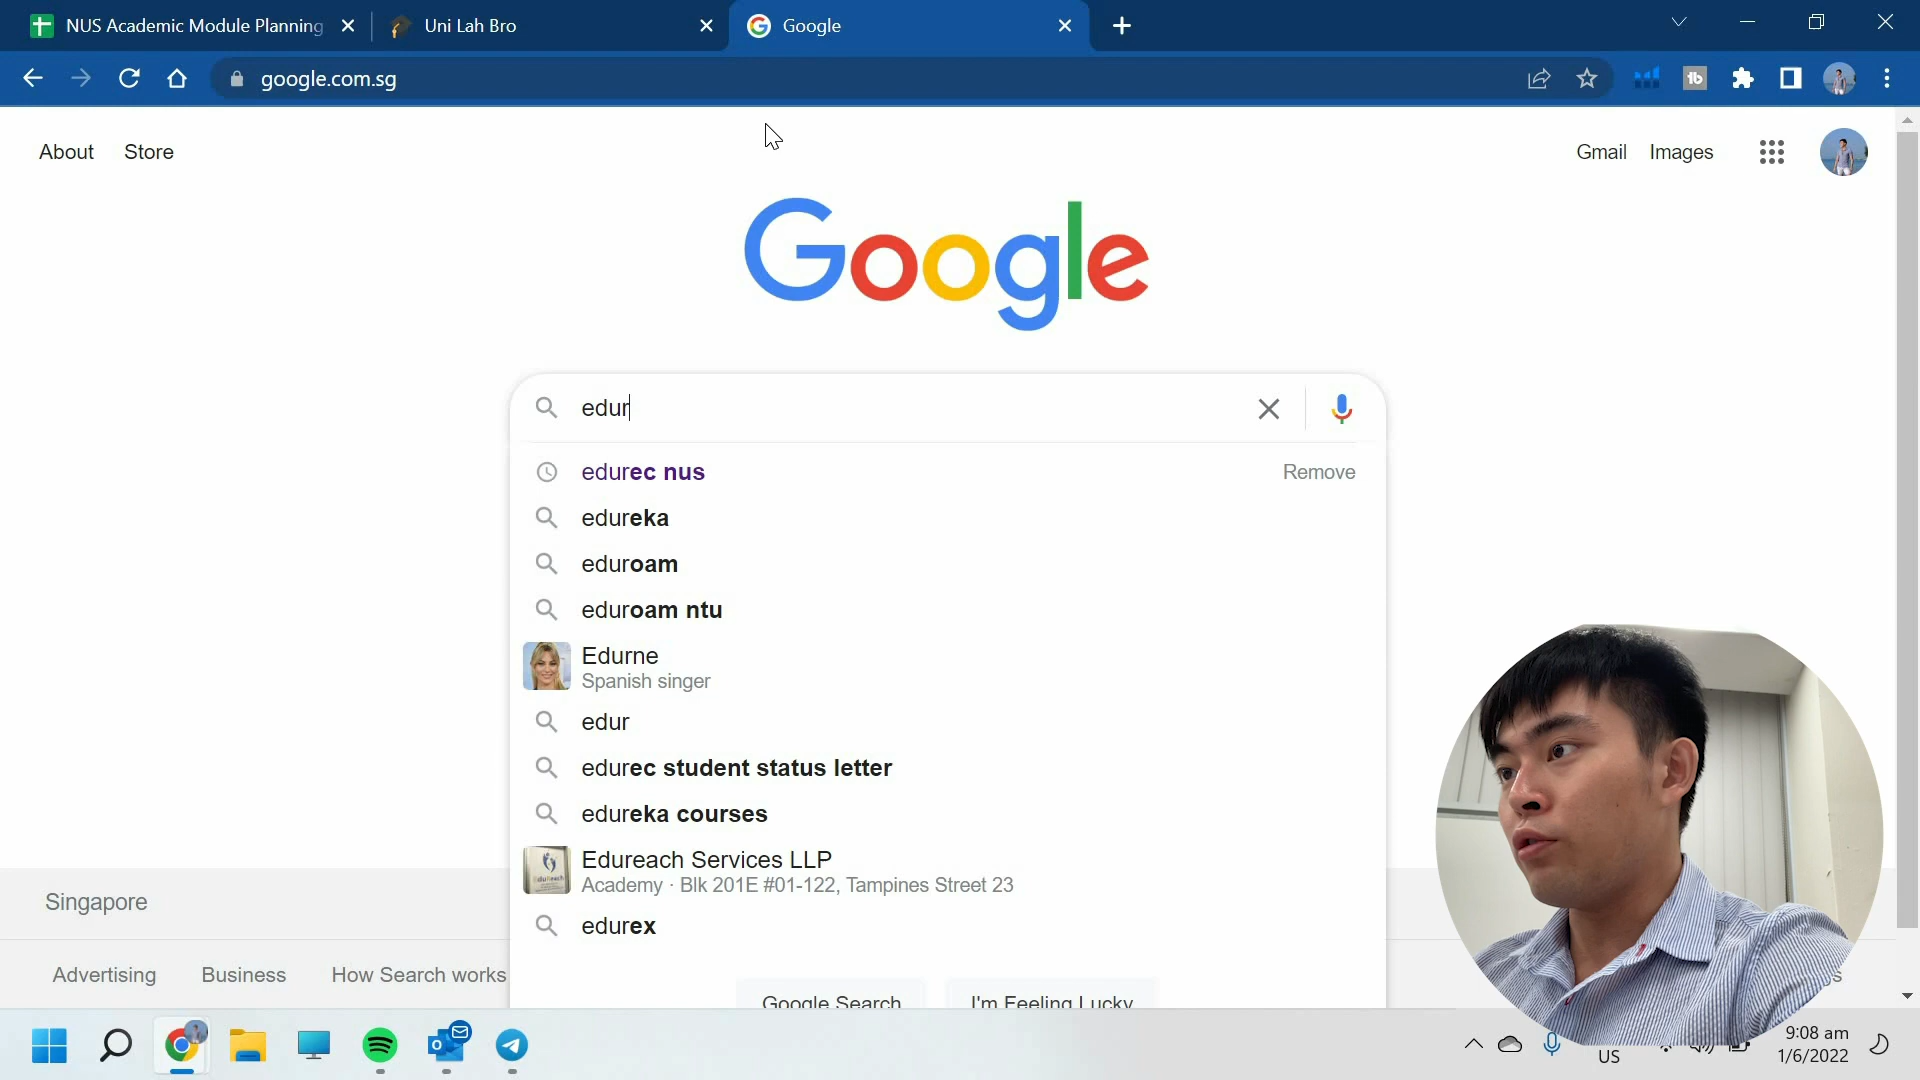 NUS Academic Module Planning
Uni Lah Bro
Google
google.com.sg
About
Store
Gmail
Images
Google
edur
edurec nus
Remove
edureka
eduroam
eduroam ntu
Edurne
Spanish singer
edur
edurec student status letter
edureka courses
Edureach Services LLP
Academy · Blk 201E #01-122, Tampines Street 23
edurex
Singapore
Advertising
Business
How Search works
Google Search
I'm Feeling Lucky
US
9:08 am
1/6/2022